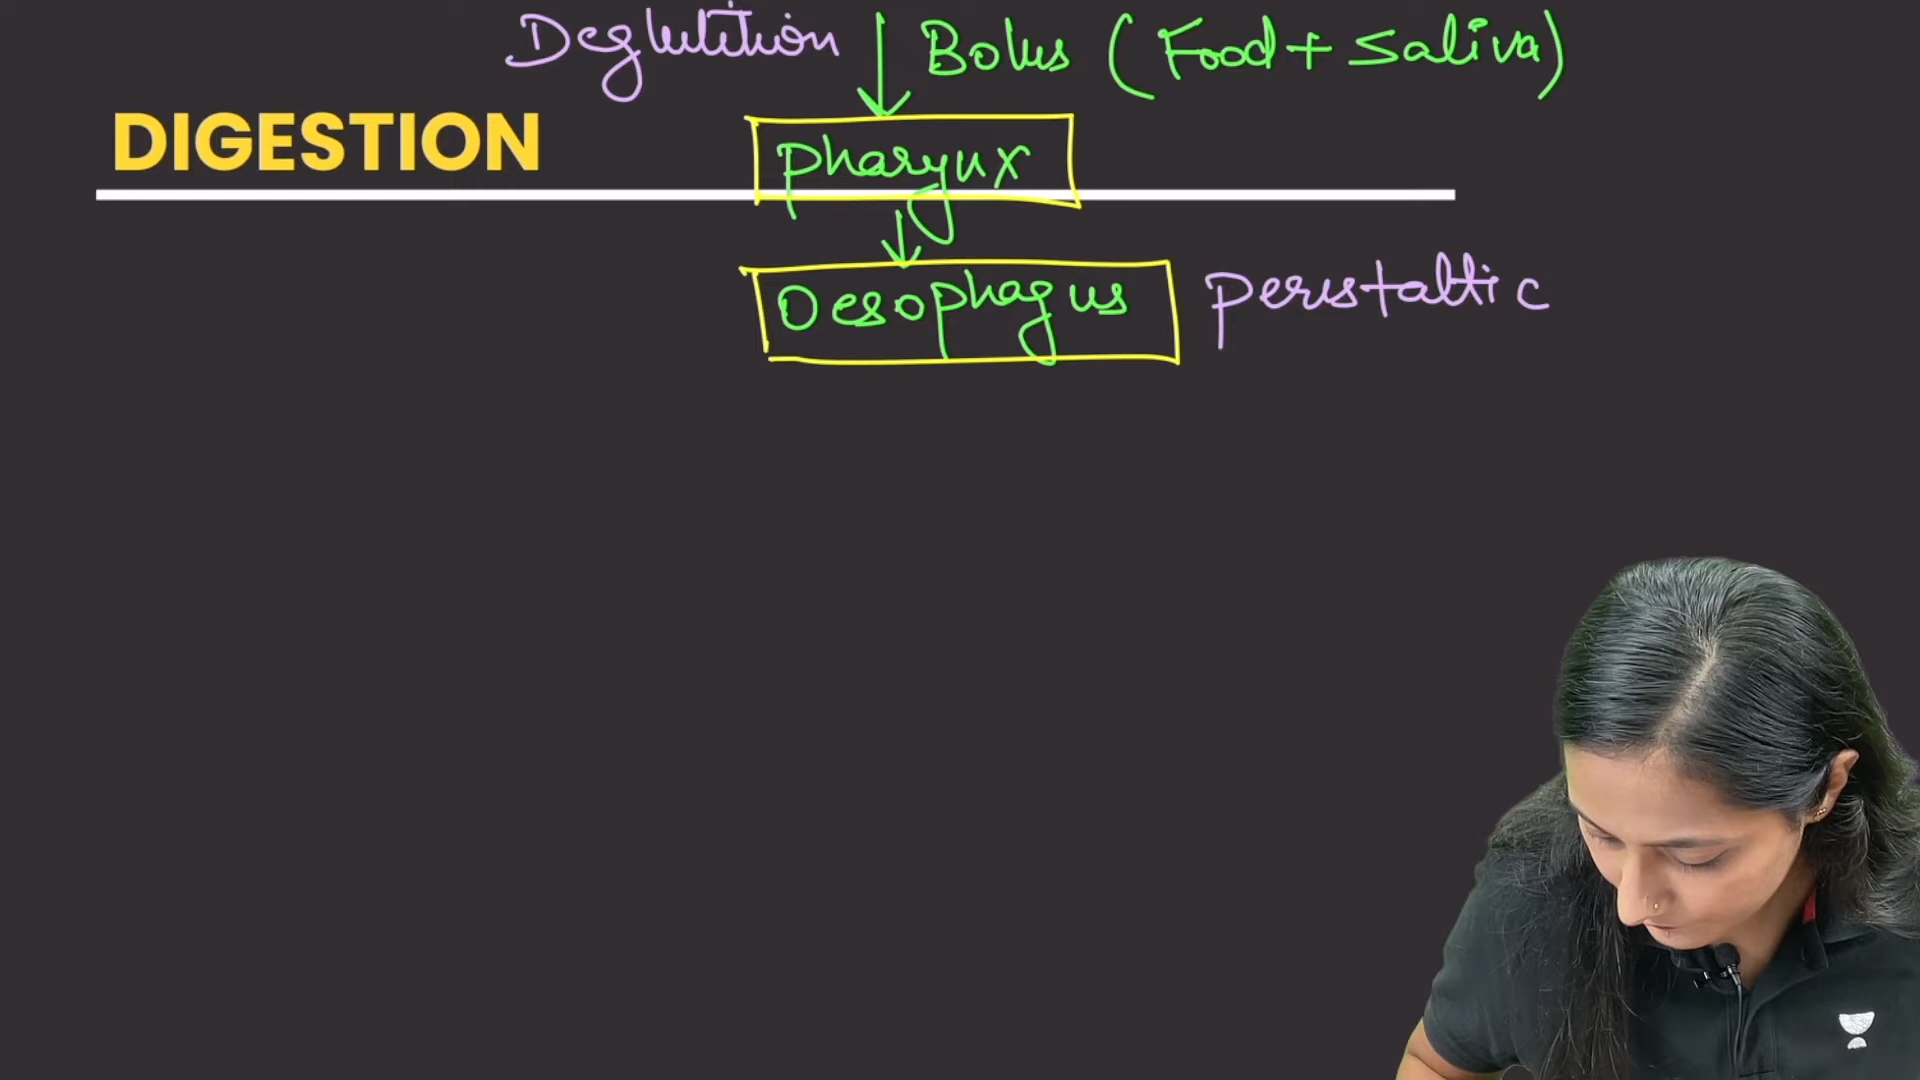 Deglutition ↓ Bolus (Food + Saliva)
DIGESTION
Pharynx
↓
Oesophagus Peristaltic